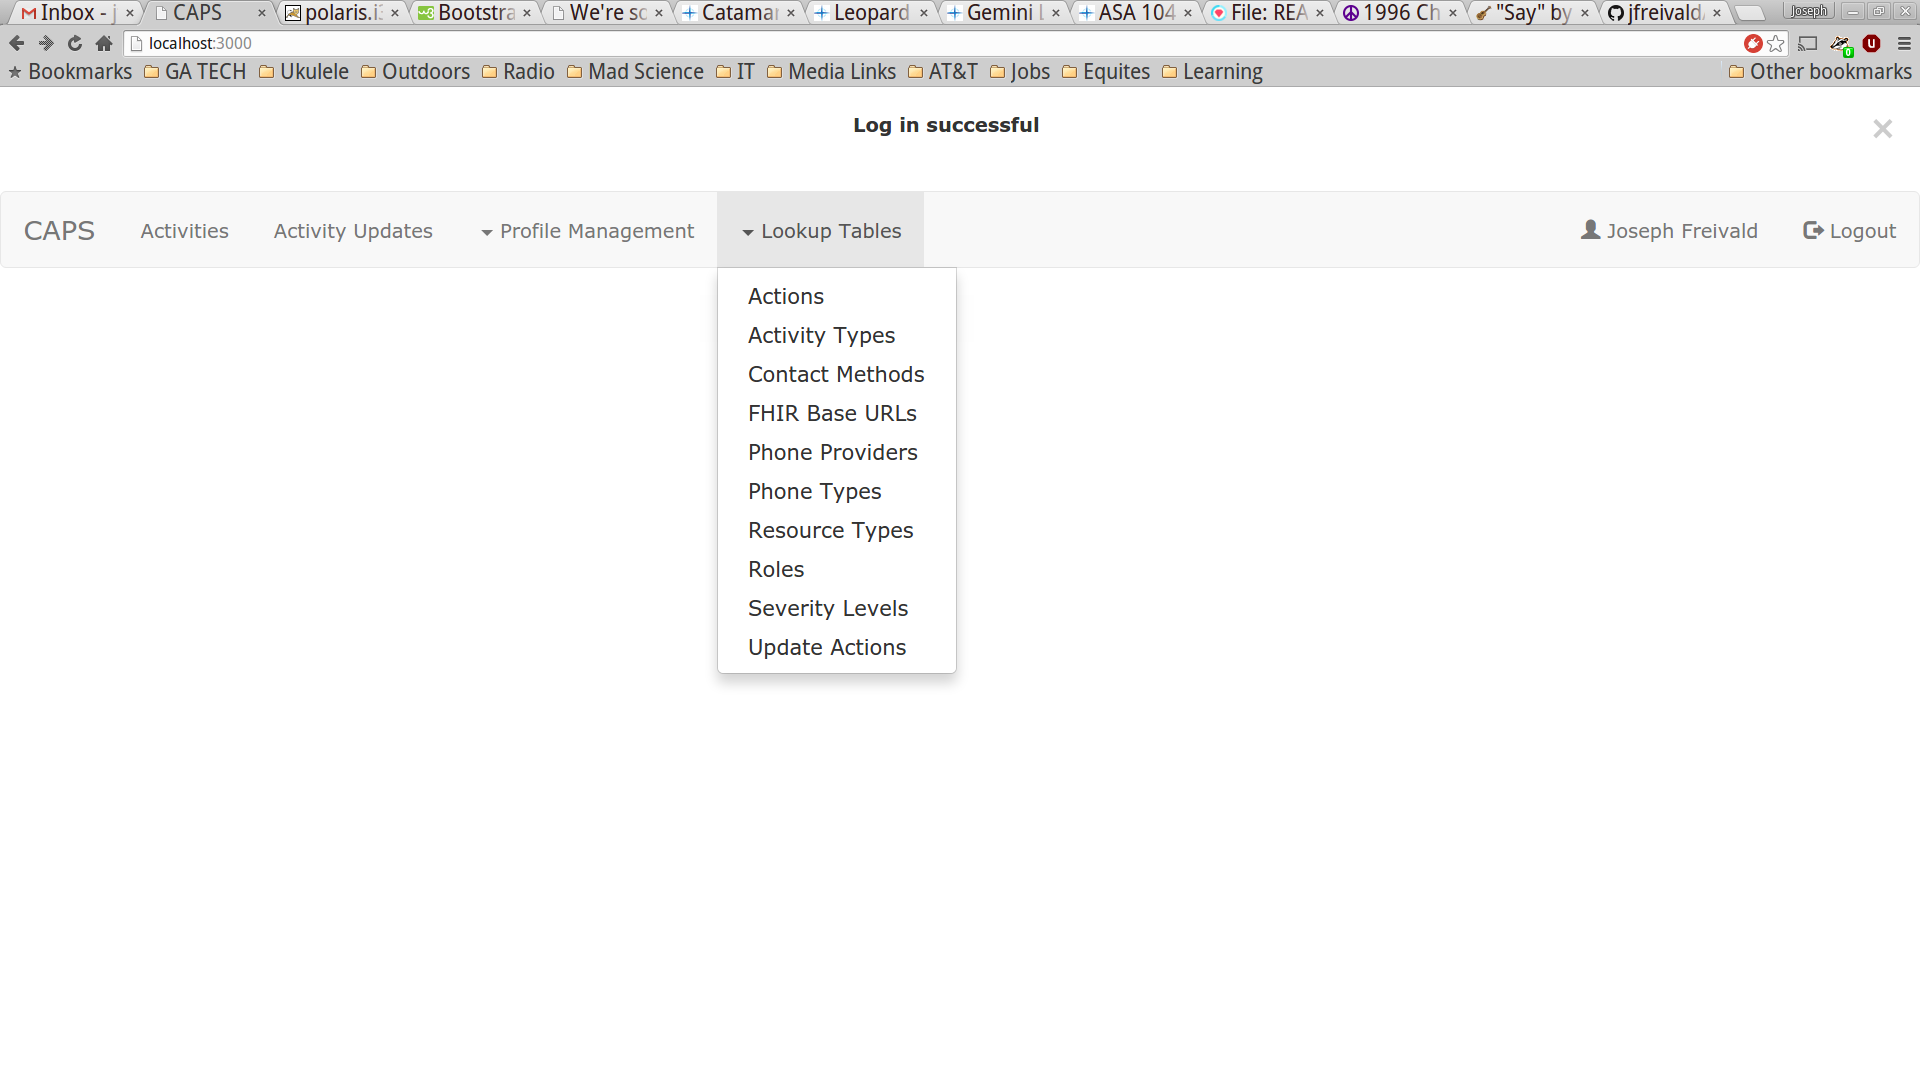 Inbox - j CAPS polaris.i Bootstra We're so Catamar Leopard Gemini L ASA 104 File: REA 1996 Ch "Say" by jfreivald Joseph
localhost:3000
Bookmarks GA TECH Ukulele Outdoors Radio Mad Science IT Media Links AT&T Jobs Equites Learning Other bookmarks
Log in successful
CAPS Activities Activity Updates Profile Management Lookup Tables Joseph Freivald Logout
Actions
Activity Types
Contact Methods
FHIR Base URLs
Phone Providers
Phone Types
Resource Types
Roles
Severity Levels
Update Actions